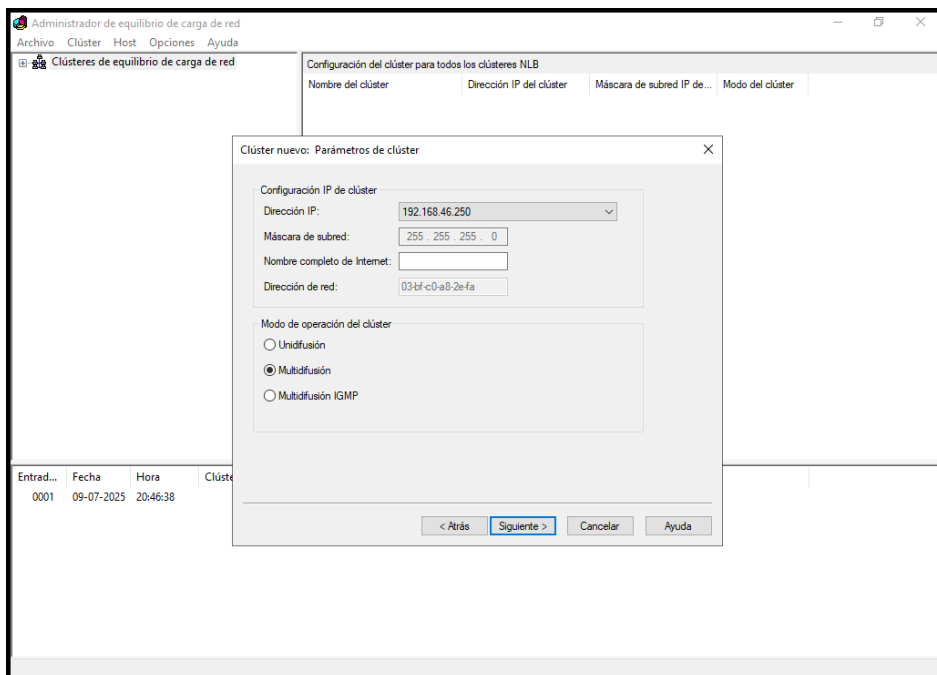 Administrador de equilibrio de carga de red
Archivo Clúster Host Opciones Ayuda
Clústeres de equilibrio de carga de red
Configuración del clúster para todos los clústeres NLB
Nombre del clúster Dirección IP del clúster Máscara de subred IP de... Modo del clúster
Clúster nuevo: Parámetros de clúster
Configuración IP de clúster
Dirección IP: 192.168.46.250
Máscara de subred: 255 . 255 . 255 . 0
Nombre completo de Internet:
Dirección de red: 03-bf-c0-a8-2e-fa
Modo de operación del clúster
Unidifusión
Multidifusión
Multidifusión IGMP
< Atrás Siguiente > Cancelar Ayuda
Entrad... Fecha Hora Clúste
0001 09-07-2025 20:46:38